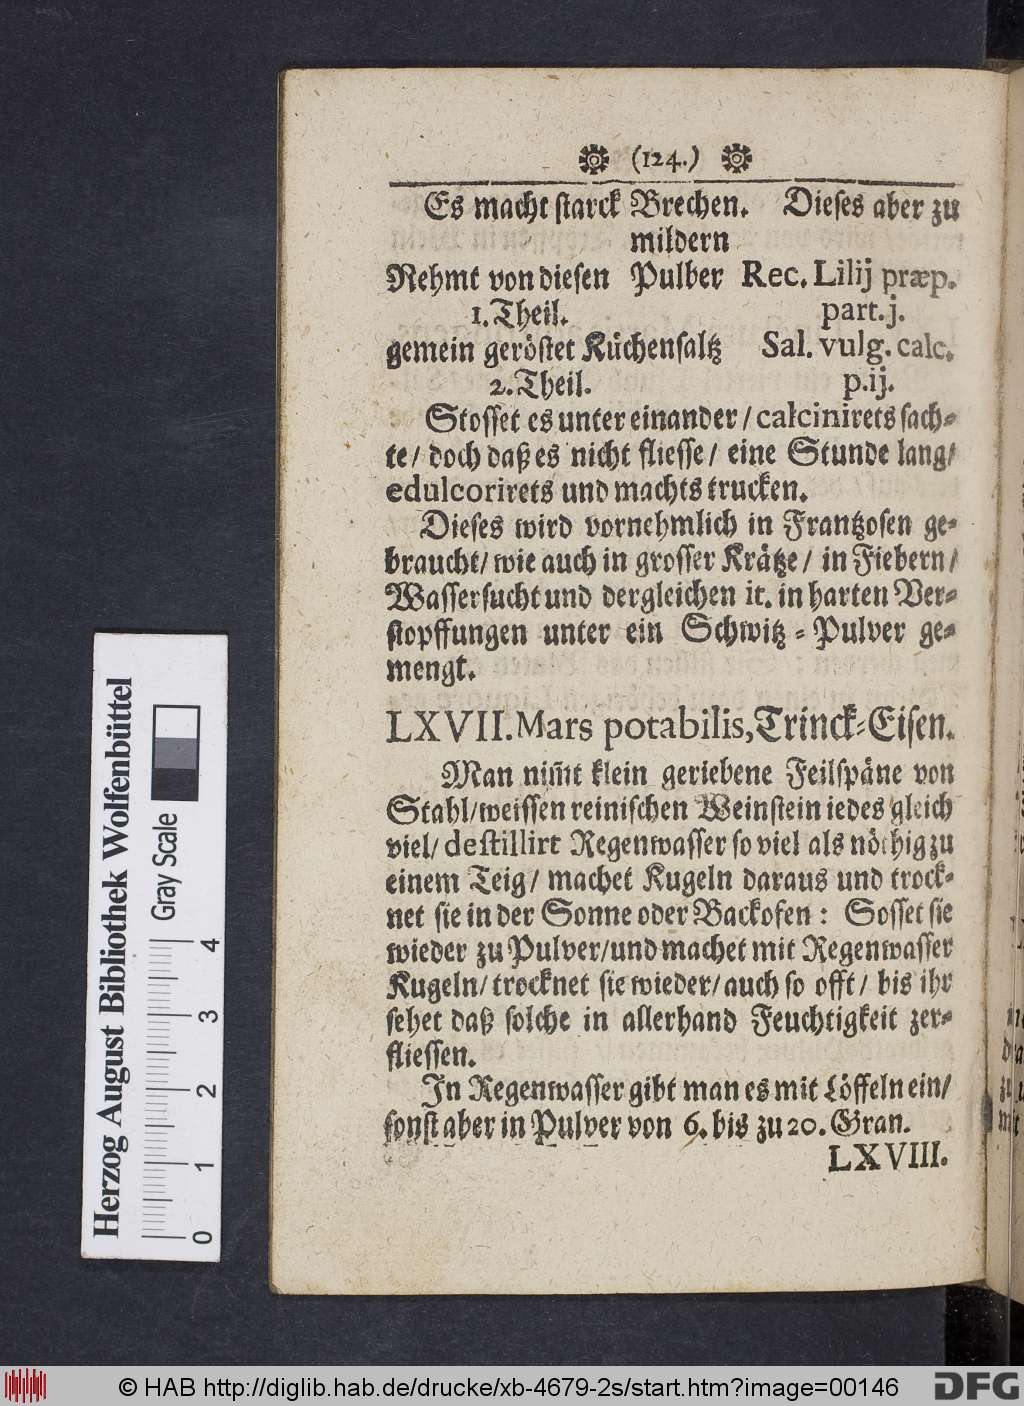 (124.)
Es macht starck Brechen. Dieses aber zu
mildern
Nehmt von diesen Pulber Rec. Lilij præp.
1. Theil. part. j.
gemein geröstet Küchensaltz Sal. vulg. calc.
2. Theil. p. ij.
Stosset es unter einander / calcinirets sach-
te / doch daß es nicht fliesse / eine Stunde lang /
edulcorirets und machts trucken.
Dieses wird vornehmlich in Frantzosen ge-
braucht / wie auch in grosser Krätze / in Fiebern /
Wassersucht und dergleichen it. in harten Ver-
stopffungen unter ein Schwitz-Pulver ge-
mengt.
LXVII. Mars potabilis, Trinck-Eisen.
Man nim̃t klein geriebene Feilspäne von
Stahl / weissen reinischen Weinstein iedes gleich
viel / destillirt Regenwasser so viel als nöthig zu
einem Teig / machet Kugeln daraus und trock-
net sie in der Sonne oder Backofen: Sosset sie
wieder zu Pulver / und machet mit Regenwasser
Kugeln / trocknet sie wieder / auch so offt / bis ihr
sehet daß solche in allerhand Feuchtigkeit zer-
fliessen.
In Regenwasser gibt man es mit Löffeln ein /
sonst aber in Pulver von 6. bis zu 20. Gran.
LXVIII.
Herzog August Bibliothek Wolfenbüttel
Gray Scale
0 1 2 3 4
© HAB http://diglib.hab.de/drucke/xb-4679-2s/start.htm?image=00146
DFG